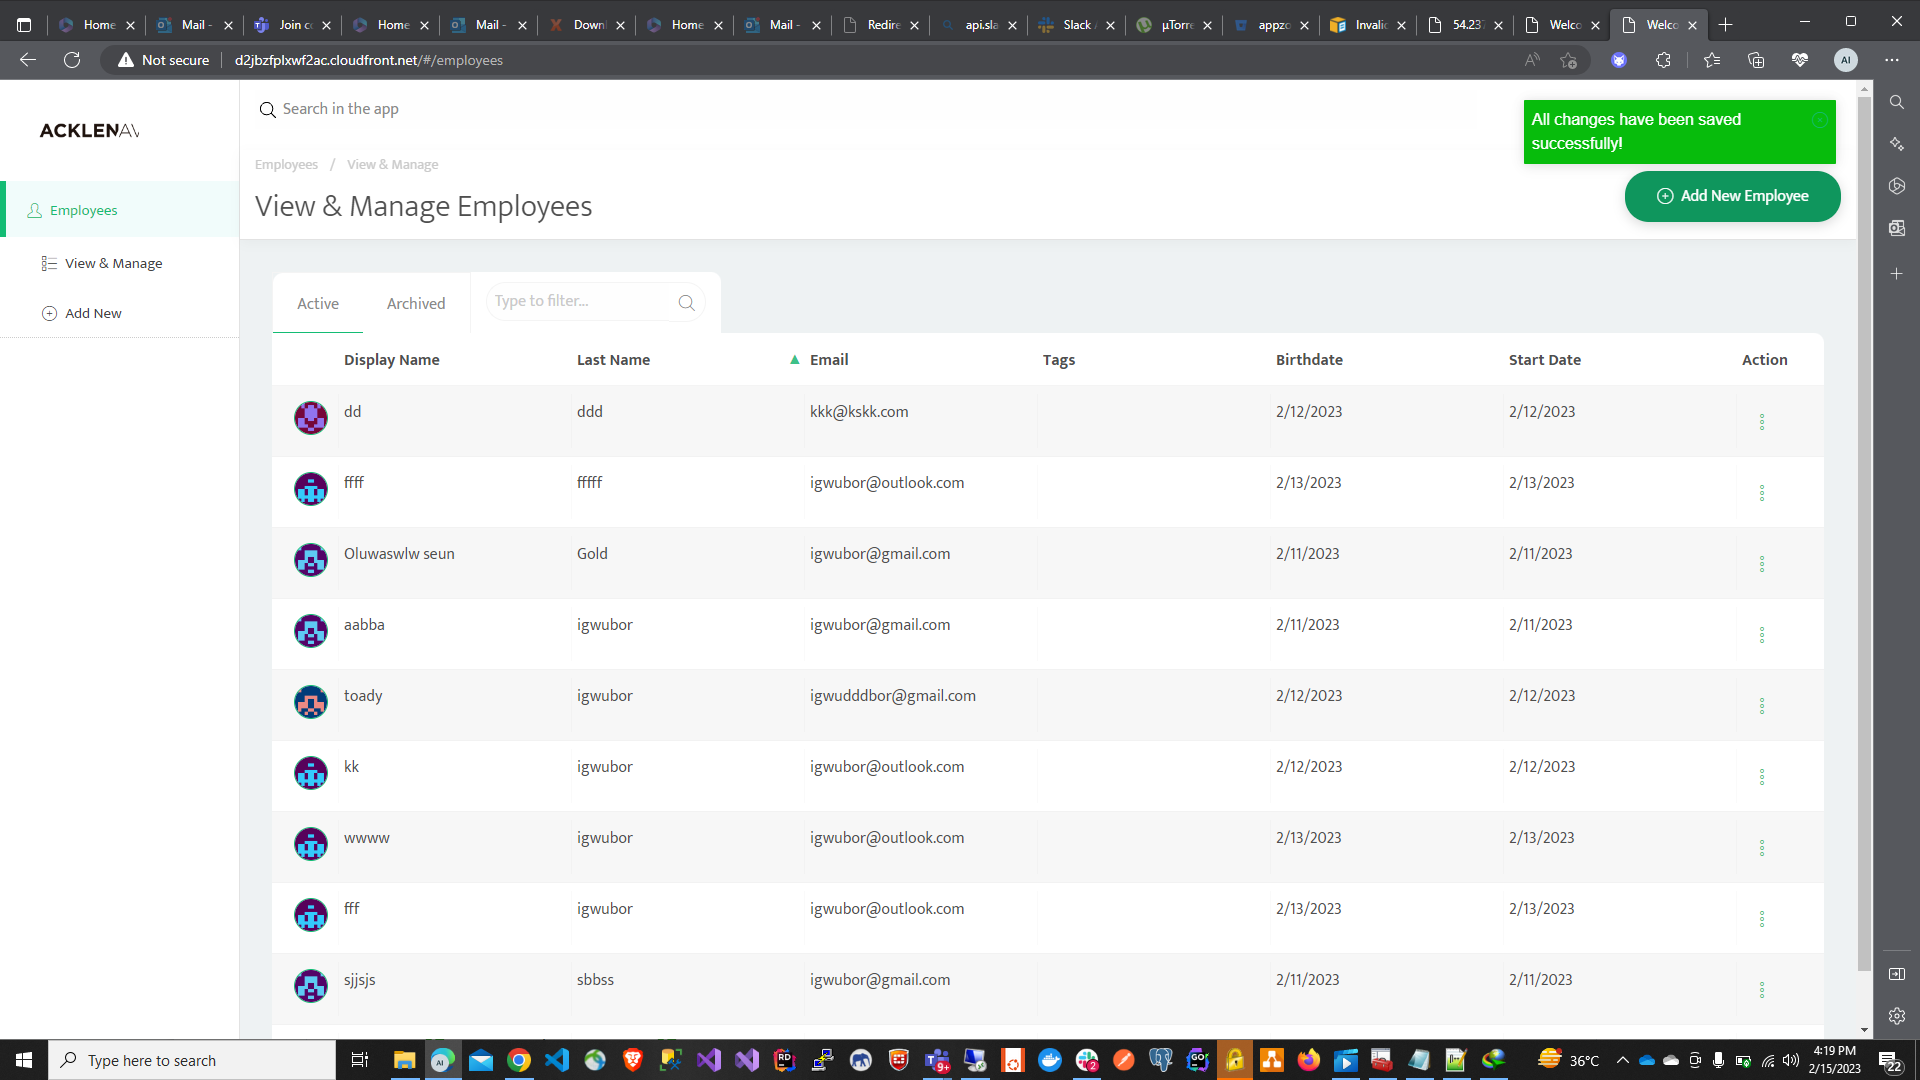 Home
Mail -
Join co
Home
Mail -
Downl
Home
Mail -
Redire
api.sla
Slack
µTorre
appzo
Invalid
54.237
Welco
Welco
Not secure
d2jbzfplxwf2ac.cloudfront.net/#/employees
AI
ACKLENAV
Search in the app
All changes have been saved
successfully!
Employees / View & Manage
View & Manage Employees
Add New Employee
Employees
View & Manage
Add New
Active
Archived
Type to filter...
Display Name Last Name Email Tags Birthdate Start Date Action
dd ddd kkk@kskk.com 2/12/2023 2/12/2023
ffff fffff igwubor@outlook.com 2/13/2023 2/13/2023
Oluwaswlw seun Gold igwubor@gmail.com 2/11/2023 2/11/2023
aabba igwubor igwubor@gmail.com 2/11/2023 2/11/2023
toady igwubor igwudddbor@gmail.com 2/12/2023 2/12/2023
kk igwubor igwubor@outlook.com 2/12/2023 2/12/2023
wwww igwubor igwubor@outlook.com 2/13/2023 2/13/2023
fff igwubor igwubor@outlook.com 2/13/2023 2/13/2023
sjjsjs sbbss igwubor@gmail.com 2/11/2023 2/11/2023
Type here to search
36°C
4:19 PM
2/15/2023
22